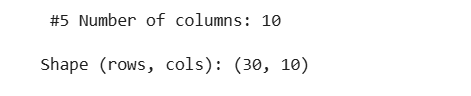 #5 Number of columns: 10
Shape (rows, cols): (30, 10)